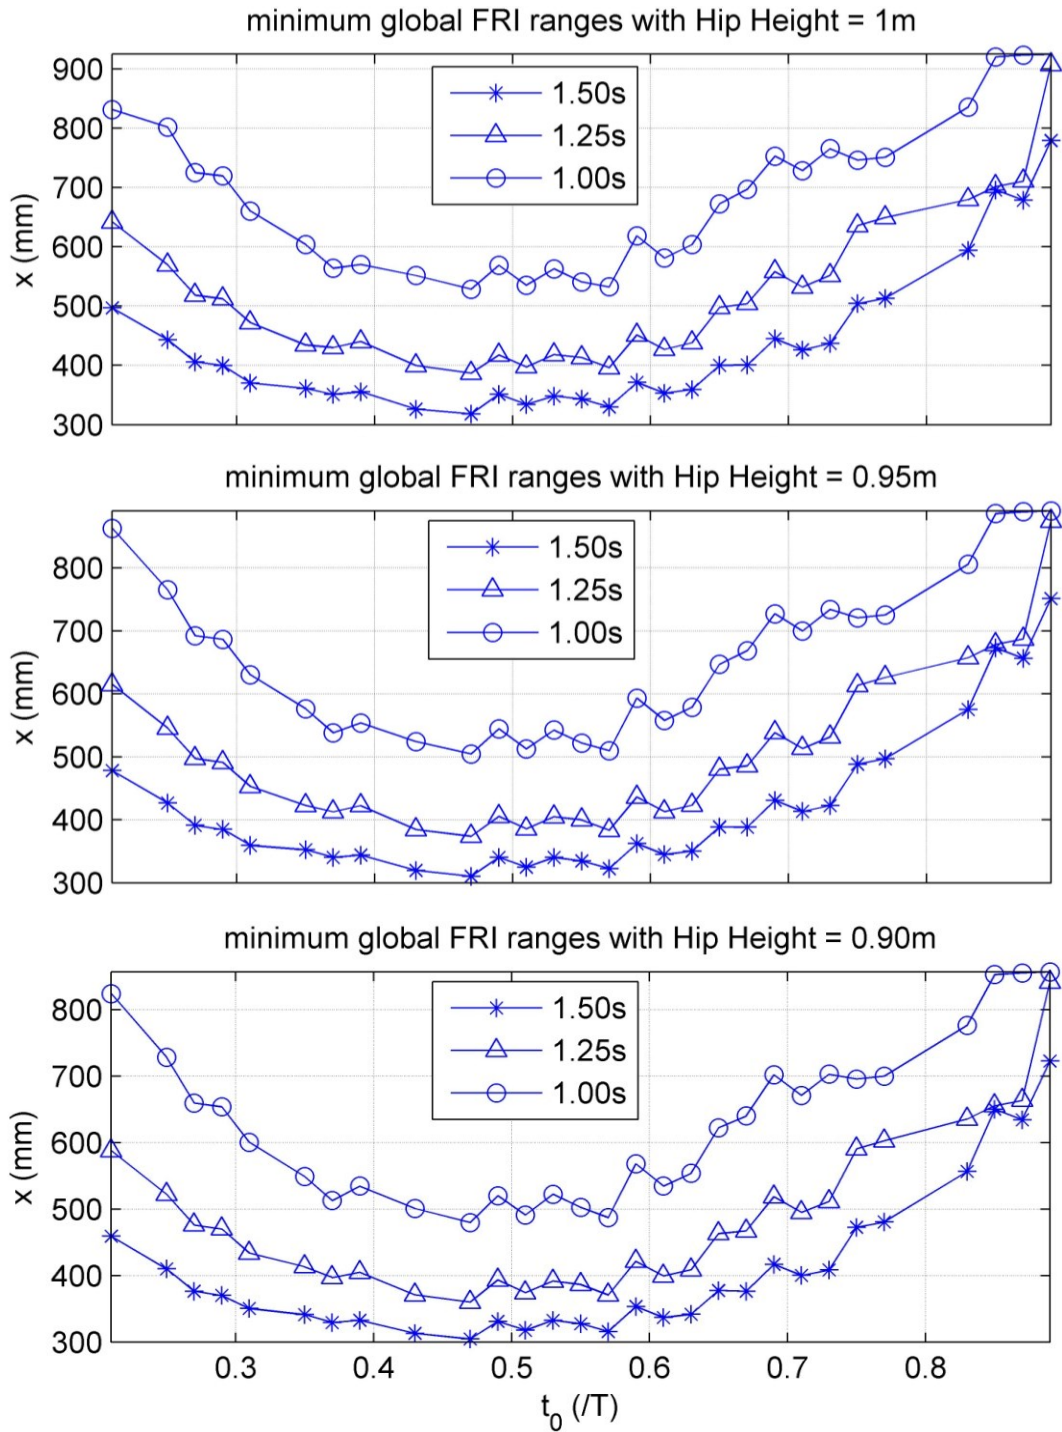 minimum global FRI ranges with Hip Height = 1m
900
800
700
600
500
400
300
x (mm)
1.50s
1.25s
1.00s
minimum global FRI ranges with Hip Height = 0.95m
800
700
600
500
400
300
x (mm)
1.50s
1.25s
1.00s
minimum global FRI ranges with Hip Height = 0.90m
800
700
600
500
400
300
x (mm)
1.50s
1.25s
1.00s
0.3 0.4 0.5 0.6 0.7 0.8
t₀ (/T)